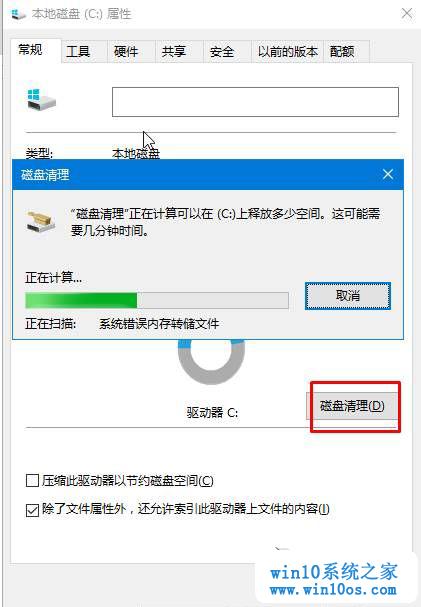 本地磁盘 (C:) 属性
常规 工具 硬件 共享 安全 以前的版本 配额
类型: 本地磁盘
磁盘清理
“磁盘清理”正在计算可以在 (C:)上释放多少空间。这可能需
要几分钟时间。
正在计算...
取消
正在扫描: 系统错误内存转储文件
驱动器 C:
磁盘清理(D)
压缩此驱动器以节约磁盘空间(C)
除了文件属性外，还允许索引此驱动器上文件的内容(I)
win10系统之家
www.win10os.com